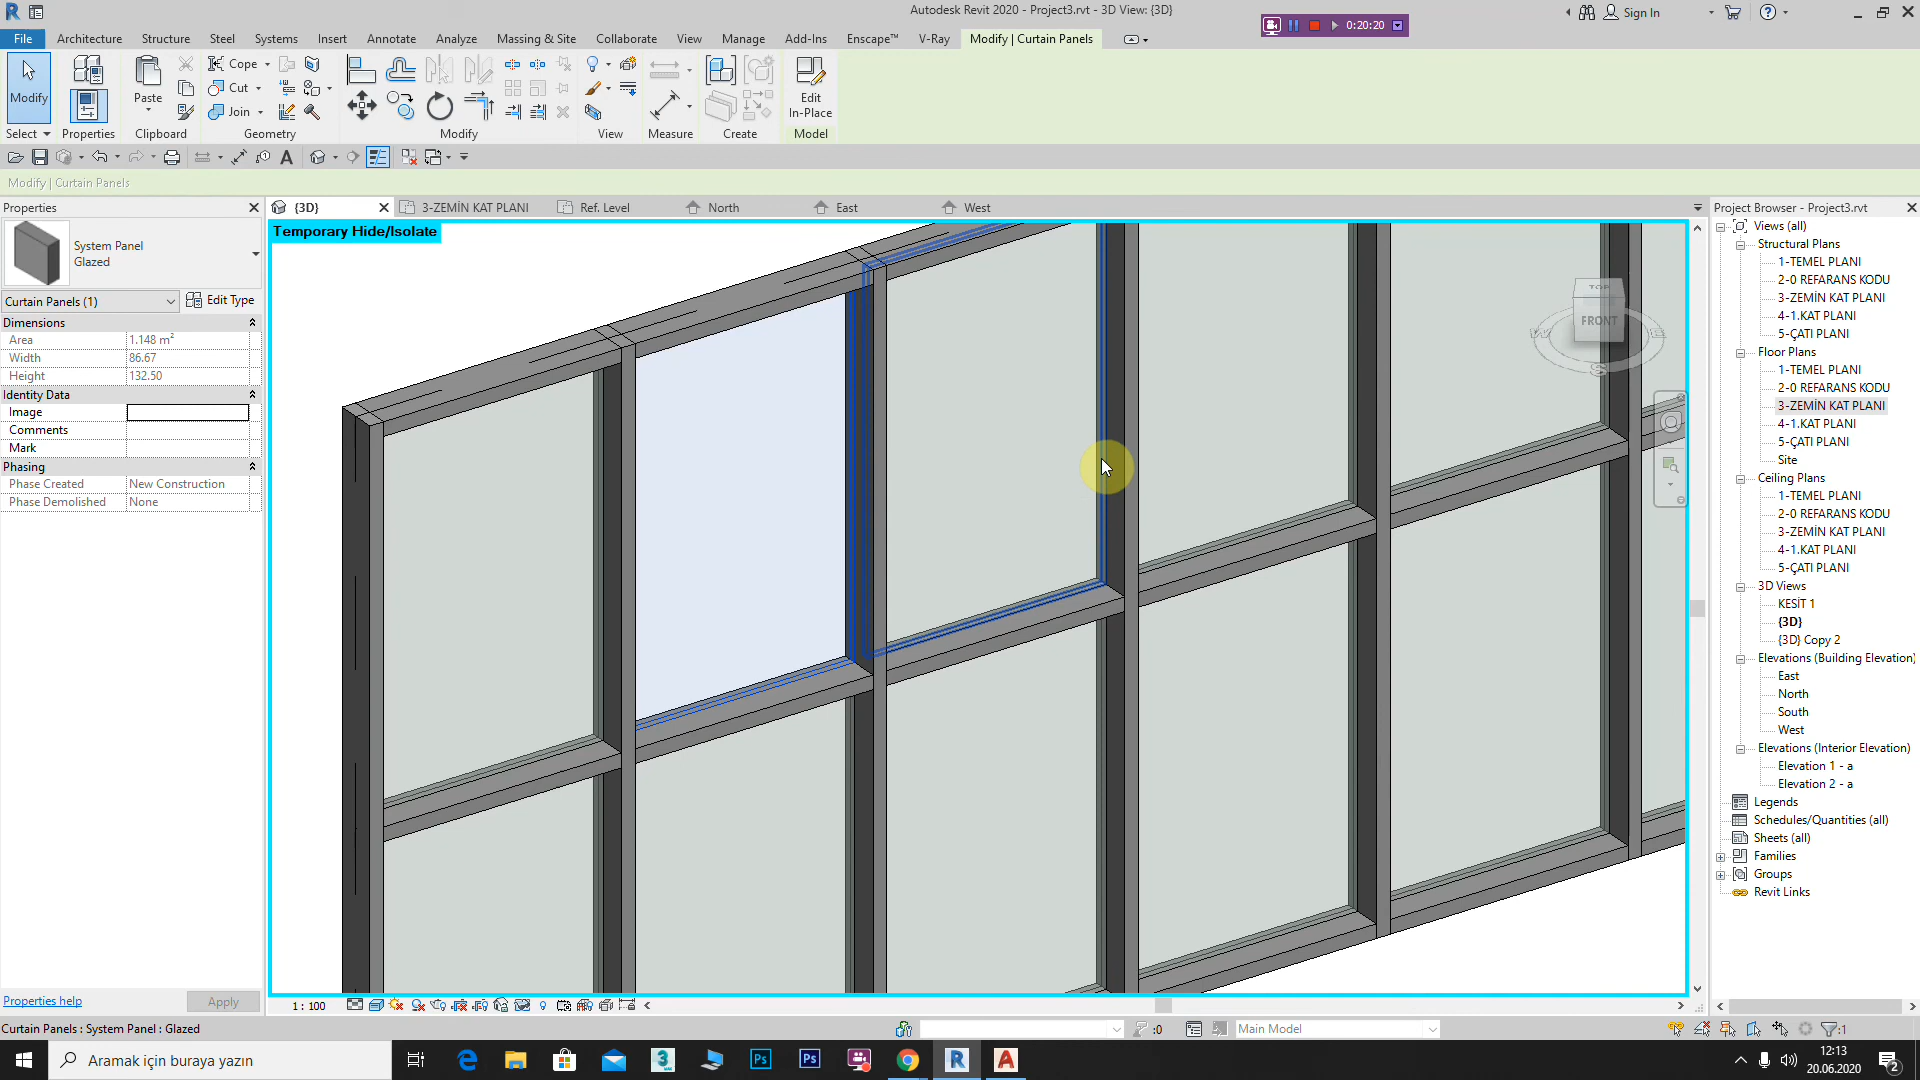 Autodesk Revit 2020 - Project3.rvt - 3D View: {3D}
Sign In
0:20:20
File Architecture Structure Steel Systems Insert Annotate Analyze Massing & Site Collaborate View Manage Add-Ins Enscape™ V-Ray Modify | Curtain Panels
Modify
Paste
Cope
Cut
Join
Edit
In-Place
Select Properties Clipboard Geometry Modify View Measure Create Model
Modify | Curtain Panels
Properties
{3D} 3-ZEMİN KAT PLANI Ref. Level North East West
Project Browser - Project3.rvt
System Panel
Glazed
Curtain Panels (1)
Edit Type
Dimensions
Area 1.148 m²
Width 86.67
Height 132.50
Identity Data
Image
Comments
Mark
Phasing
Phase Created New Construction
Phase Demolished None
Properties help
Apply
Temporary Hide/Isolate
TOP
FRONT
W
E
S
Views (all)
Structural Plans
1-TEMEL PLANI
2-0 REFARANS KODU
3-ZEMİN KAT PLANI
4-1.KAT PLANI
5-ÇATI PLANI
Floor Plans
1-TEMEL PLANI
2-0 REFARANS KODU
3-ZEMİN KAT PLANI
4-1.KAT PLANI
5-ÇATI PLANI
Site
Ceiling Plans
1-TEMEL PLANI
2-0 REFARANS KODU
3-ZEMİN KAT PLANI
4-1.KAT PLANI
5-ÇATI PLANI
3D Views
KESİT 1
{3D}
{3D} Copy 2
Elevations (Building Elevation)
East
North
South
West
Elevations (Interior Elevation)
Elevation 1 - a
Elevation 2 - a
Legends
Schedules/Quantities (all)
Sheets (all)
Families
Groups
Revit Links
1 : 100
Curtain Panels : System Panel : Glazed
:0
Main Model
:1
Aramak için buraya yazın
12:13
20.06.2020
2